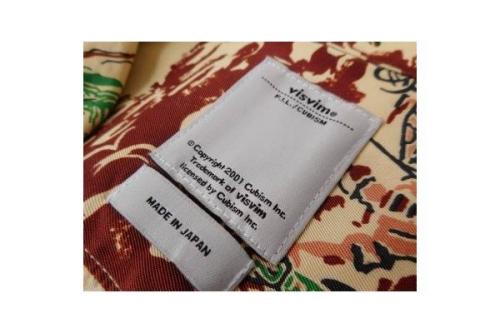 visvim®
F.I.L./CUBISM
© Copyright 2001 Cubism Inc.
Trademark of visvim
licensed by Cubism Inc.
MADE IN JAPAN